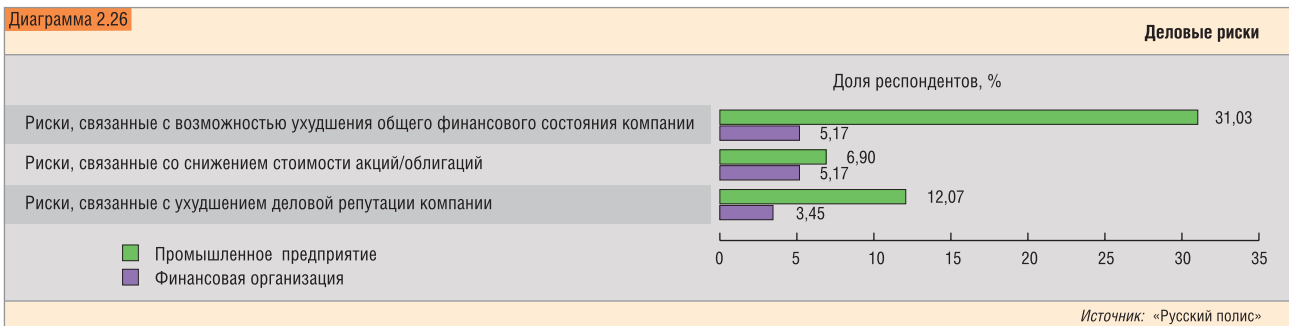 Диаграмма 2.26
Деловые риски
Доля респондентов, %
Риски, связанные с возможностью ухудшения общего финансового состояния компании
31,03
5,17
Риски, связанные со снижением стоимости акций/облигаций
6,90
5,17
Риски, связанные с ухудшением деловой репутации компании
12,07
3,45
Промышленное предприятие
Финансовая организация
0 5 10 15 20 25 30 35
Источник: «Русский полис»